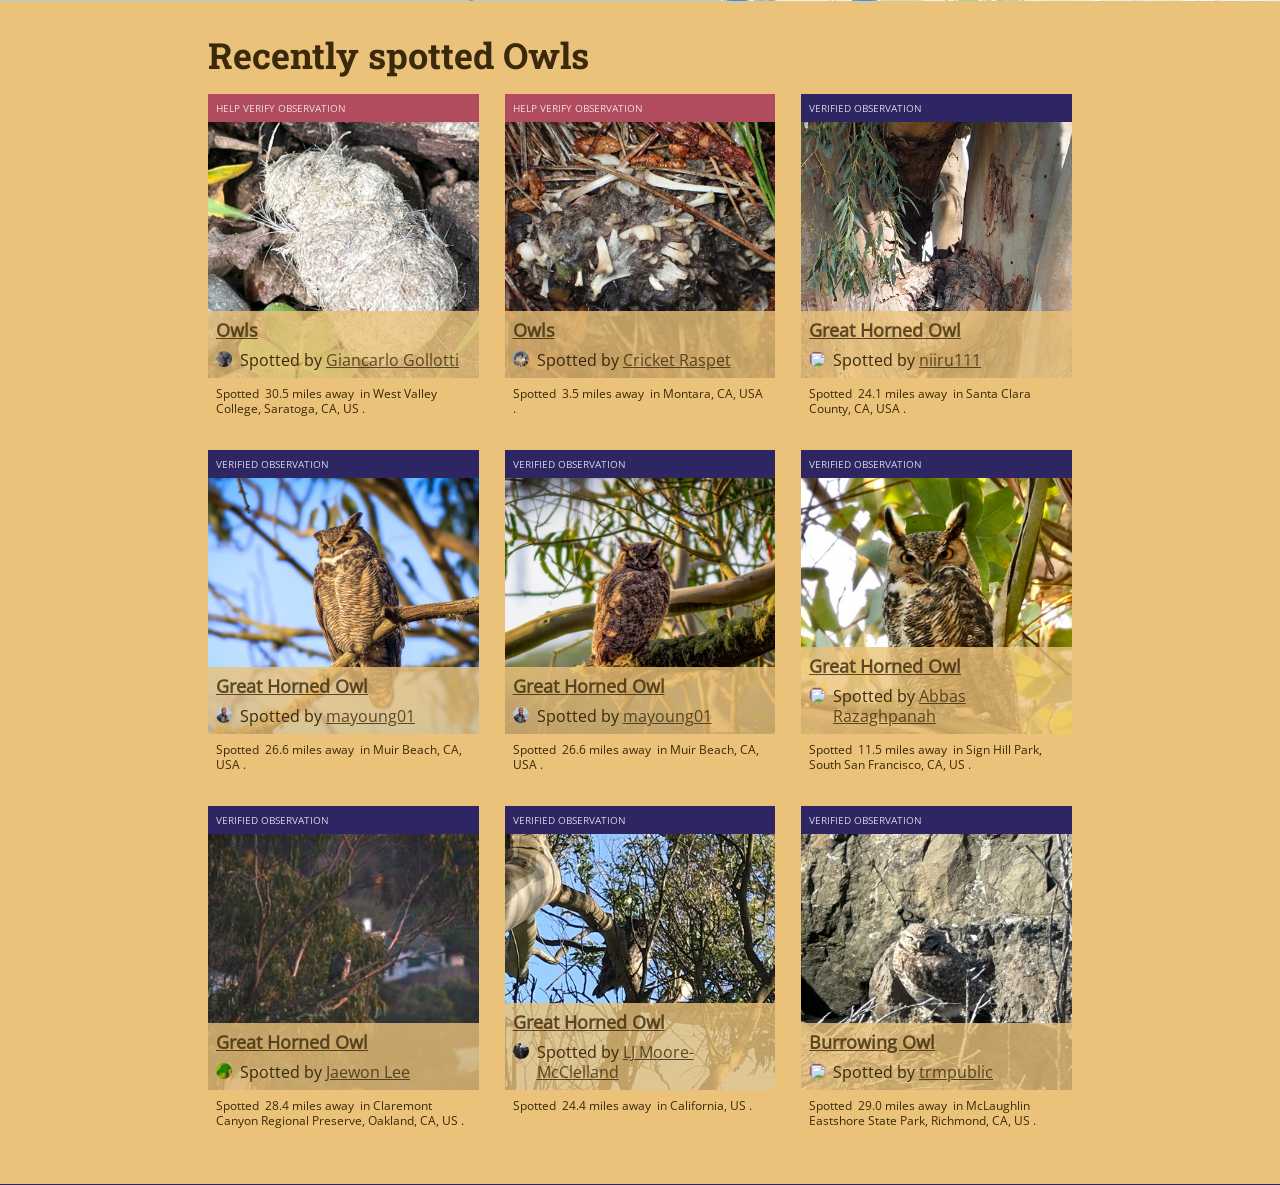 Recently spotted Owls
HELP VERIFY OBSERVATION
Owls
Spotted by Giancarlo Gollotti
Spotted 30.5 miles away in West Valley
College, Saratoga, CA, US .
HELP VERIFY OBSERVATION
Owls
Spotted by Cricket Raspet
Spotted 3.5 miles away in Montara, CA, USA
.
VERIFIED OBSERVATION
Great Horned Owl
Spotted by niiru111
Spotted 24.1 miles away in Santa Clara
County, CA, USA .
VERIFIED OBSERVATION
Great Horned Owl
Spotted by mayoung01
Spotted 26.6 miles away in Muir Beach, CA,
USA .
VERIFIED OBSERVATION
Great Horned Owl
Spotted by mayoung01
Spotted 26.6 miles away in Muir Beach, CA,
USA .
VERIFIED OBSERVATION
Great Horned Owl
Spotted by Abbas
Razaghpanah
Spotted 11.5 miles away in Sign Hill Park,
South San Francisco, CA, US .
VERIFIED OBSERVATION
Great Horned Owl
Spotted by Jaewon Lee
Spotted 28.4 miles away in Claremont
Canyon Regional Preserve, Oakland, CA, US .
VERIFIED OBSERVATION
Great Horned Owl
Spotted by LJ Moore-
McClelland
Spotted 24.4 miles away in California, US .
VERIFIED OBSERVATION
Burrowing Owl
Spotted by trmpublic
Spotted 29.0 miles away in McLaughlin
Eastshore State Park, Richmond, CA, US .